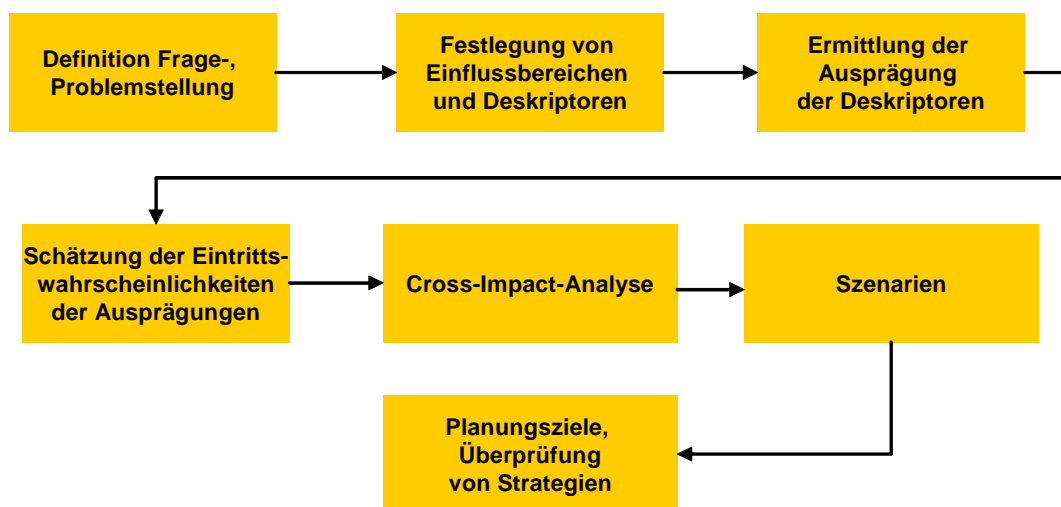 Definition Frage-,
Problemstellung
Festlegung von
Einflussbereichen
und Deskriptoren
Ermittlung der
Ausprägung
der Deskriptoren
Schätzung der Eintritts-
wahrscheinlichkeiten
der Ausprägungen
Cross-Impact-Analyse
Szenarien
Planungsziele,
Überprüfung
von Strategien